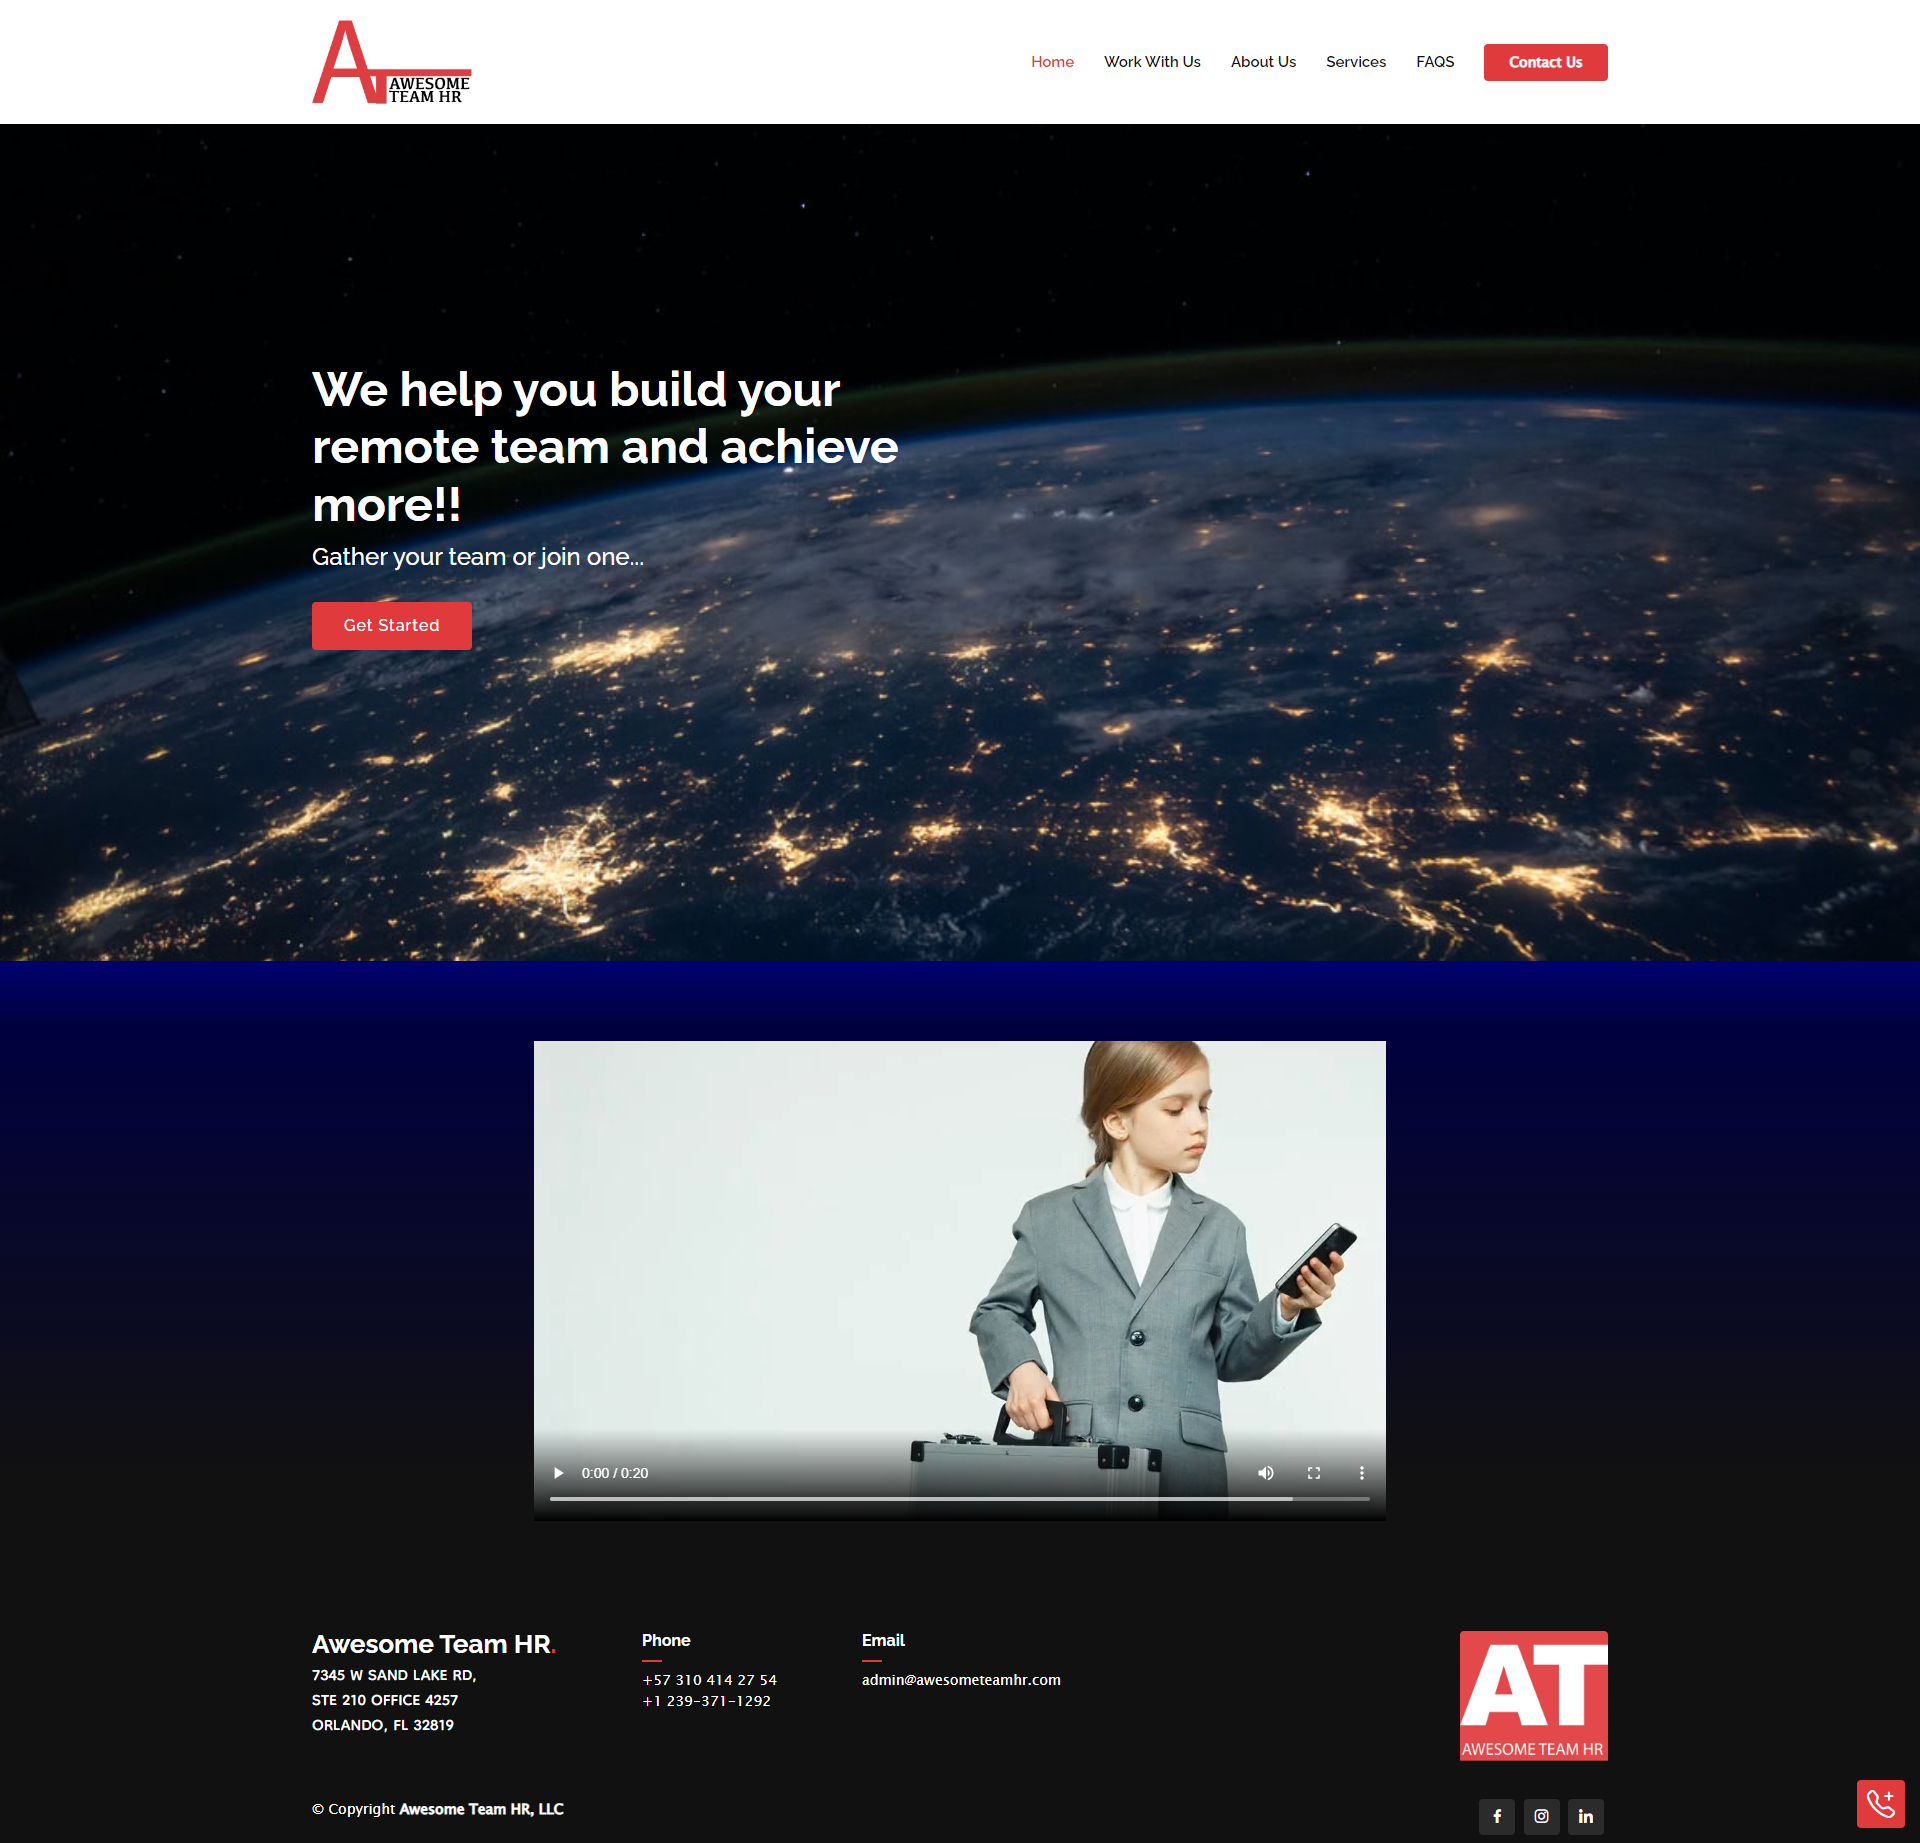 AWESOME
TEAM HR
Home
Work With Us
About Us
Services
FAQS
Contact Us
We help you build your
remote team and achieve
more!!
Gather your team or join one...
Get Started
0:00 / 0:20
Awesome Team HR.
7345 W SAND LAKE RD,
STE 210 OFFICE 4257
ORLANDO, FL 32819
Phone
+57 310 414 27 54
+1 239-371-1292
Email
admin@awesometeamhr.com
AT
AWESOME TEAM HR
© Copyright Awesome Team HR, LLC